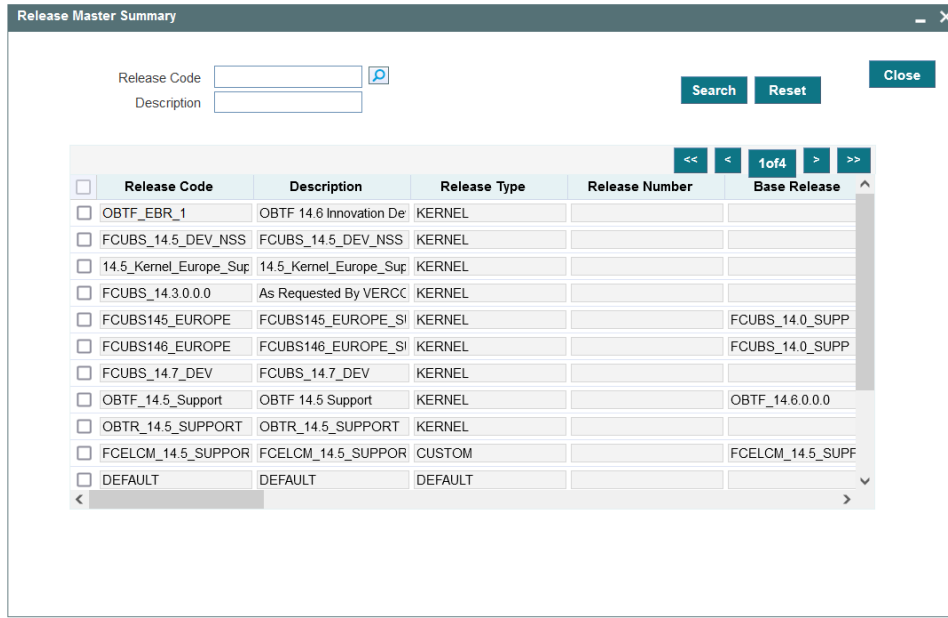 Release Master Summary
Release Code
Close
Search Reset
Description
<< < 1of4 > >>
Release Code Description Release Type Release Number Base Release
OBTF_EBR_1 OBTF 14.6 Innovation De KERNEL
FCUBS_14.5_DEV_NSS FCUBS_14.5_DEV_NSS KERNEL
14.5_Kernel_Europe_Sup 14.5_Kernel_Europe_Sup KERNEL
FCUBS_14.3.0.0.0 As Requested By VERCC KERNEL
FCUBS145_EUROPE FCUBS145_EUROPE_SU KERNEL FCUBS_14.0_SUPP
FCUBS146_EUROPE FCUBS146_EUROPE_SU KERNEL FCUBS_14.0_SUPP
FCUBS_14.7_DEV FCUBS_14.7_DEV KERNEL
OBTF_14.5_Support OBTF 14.5 Support KERNEL OBTF_14.6.0.0.0
OBTR_14.5_SUPPORT OBTR_14.5_SUPPORT KERNEL
FCELCM_14.5_SUPPOR FCELCM_14.5_SUPPOR CUSTOM FCELCM_14.5_SUPF
DEFAULT DEFAULT DEFAULT